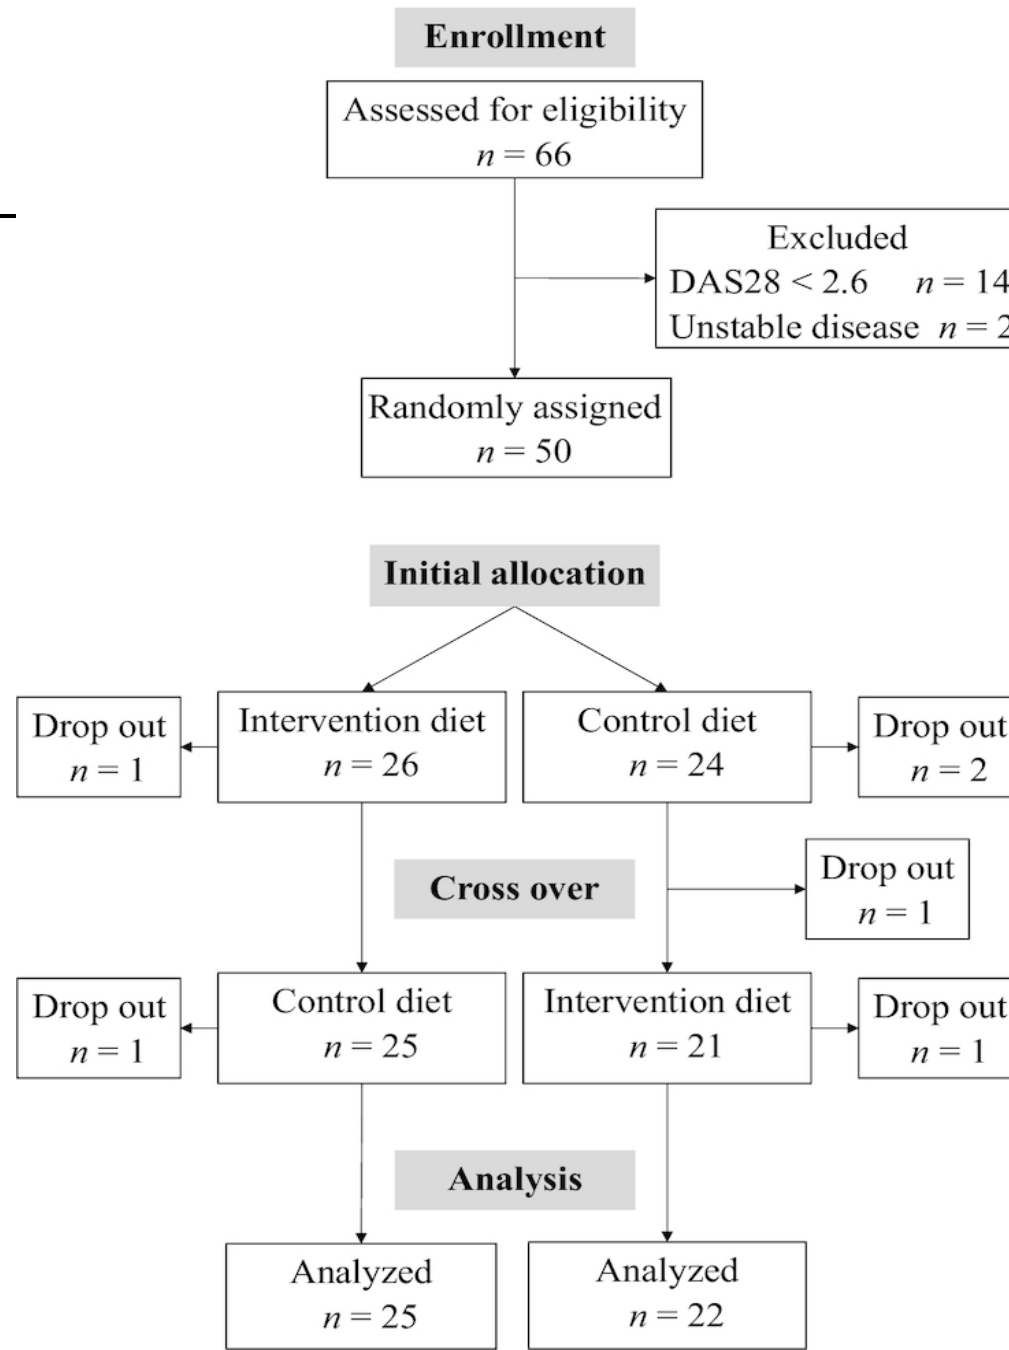 Enrollment
Assessed for eligibility
n = 66
Excluded
DAS28 < 2.6 n = 14
Unstable disease n = 2
Randomly assigned
n = 50
Initial allocation
Drop out
n = 1
Intervention diet
n = 26
Control diet
n = 24
Drop out
n = 2
Cross over
Drop out
n = 1
Drop out
n = 1
Control diet
n = 25
Intervention diet
n = 21
Drop out
n = 1
Analysis
Analyzed
n = 25
Analyzed
n = 22